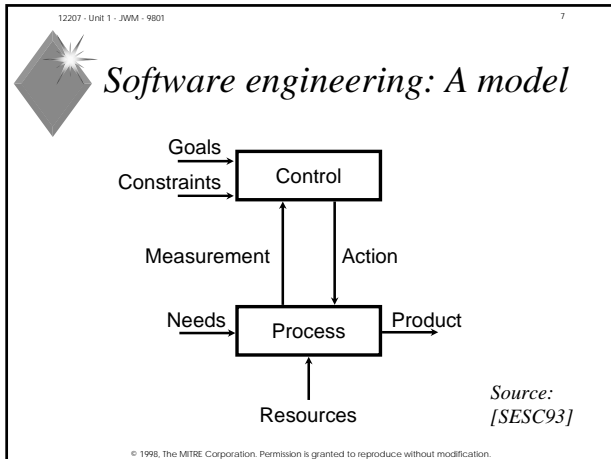 12207 - Unit 1 - JWM - 9801
7
Software engineering: A model
Goals
Constraints
Control
Measurement
Action
Needs
Process
Product
Resources
Source:
[SESC93]
© 1998, The MITRE Corporation. Permission is granted to reproduce without modification.